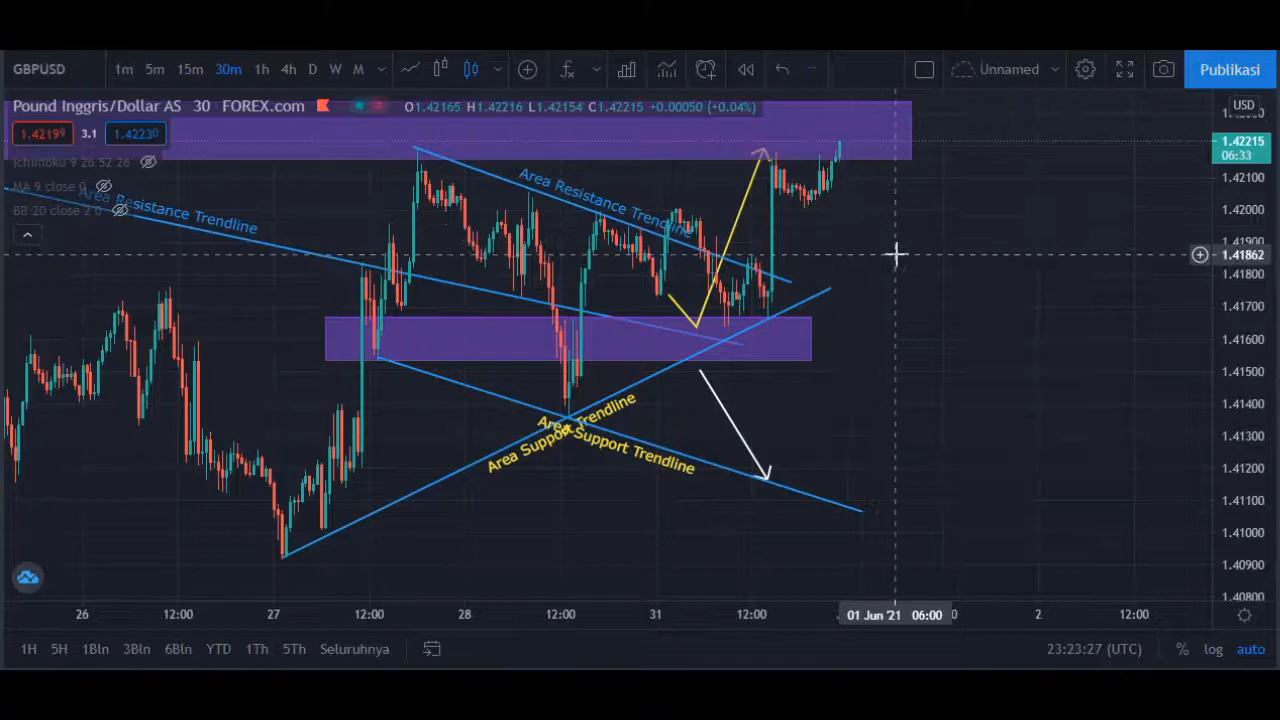 GBPUSD 1m 5m 15m 30m 1h 4h D W M Unnamed Publikasi
Pound Inggris/Dollar AS 30 FOREX.com O1.42165 H1.42216 L1.42154 C1.42215 +0.00050 (+0.04%)
USD
1.42199 3.1 1.42230
Ichimoku 9 26 52 26
MA 9 close 0
BB 20 close 2 0
Area Resistance Trendline
Area Resistance Trendline
Area Support Trendline
Area Support Trendline
1.42215
06:33
1.42100
1.42000
1.41900
1.41862
1.41800
1.41700
1.41600
1.41500
1.41400
1.41300
1.41200
1.41100
1.41000
1.40900
1.40800
26 12:00 27 12:00 28 12:00 31 12:00 01 Jun '21 06:00 2 12:00
1H 5H 1Bln 3Bln 6Bln YTD 1Th 5Th Seluruhnya 23:23:27 (UTC) % log auto